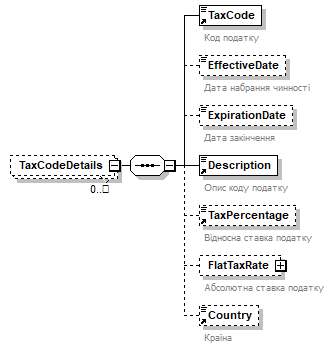 TaxCode
Код податку
EffectiveDate
Дата набрання чинності
ExpirationDate
Дата закінчення
TaxCodeDetails
0..
Description
Опис коду податку
TaxPercentage
Відносна ставка податку
FlatTaxRate
Абсолютна ставка податку
Country
Країна